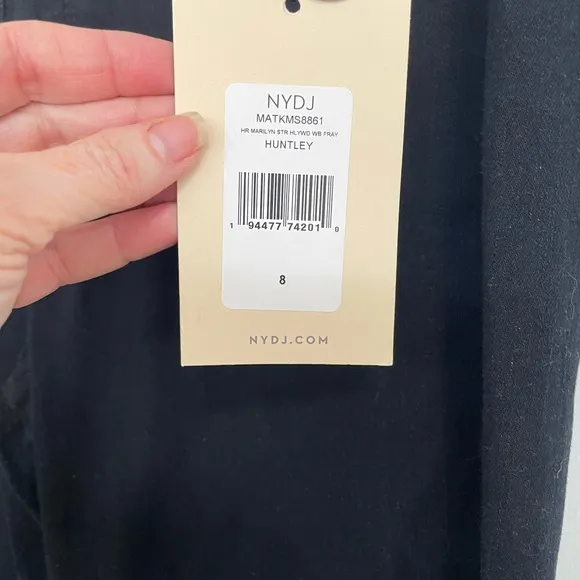 NYDJ
MATKMS8861
HR MARILYN STR HLYWD WB FRAY
HUNTLEY
1 94477 74201 0
8
NYDJ.COM